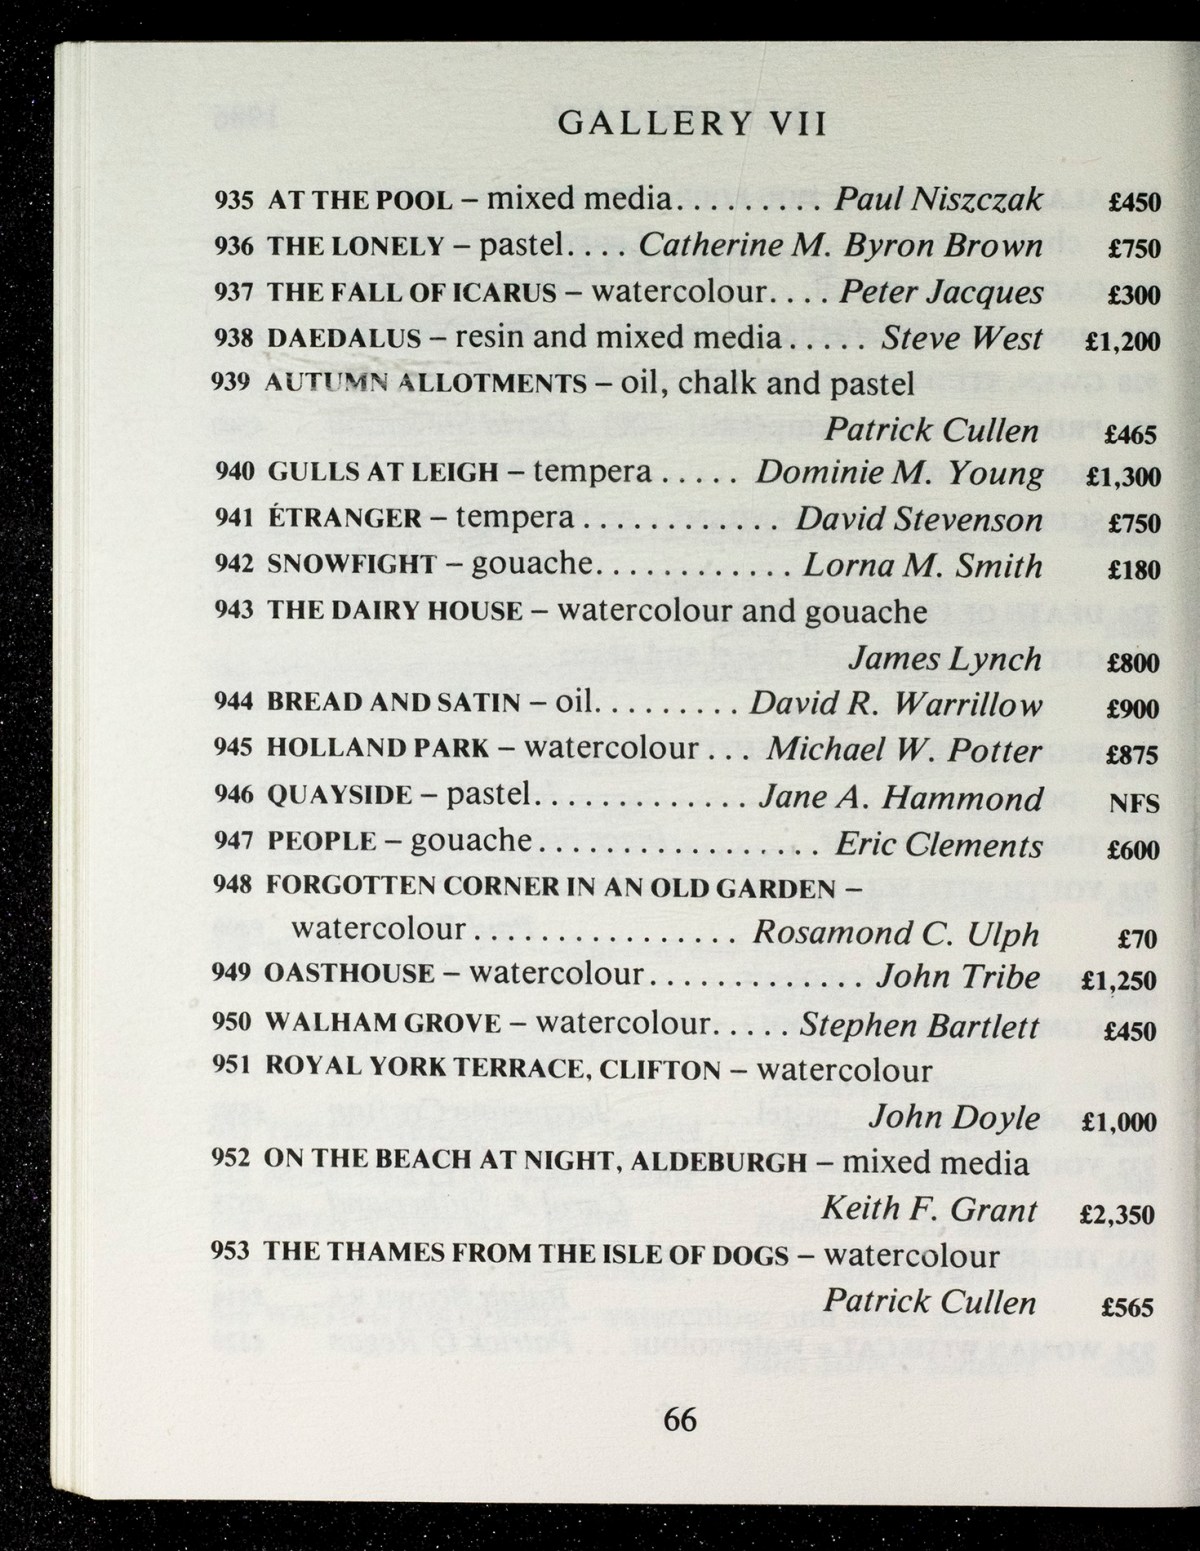 GALLERY VII
935 AT THE POOL – mixed media......... Paul Niszczak £450
936 THE LONELY – pastel.... Catherine M. Byron Brown £750
937 THE FALL OF ICARUS – watercolour.... Peter Jacques £300
938 DAEDALUS – resin and mixed media..... Steve West £1,200
939 AUTUMN ALLOTMENTS – oil, chalk and pastel
Patrick Cullen £465
940 GULLS AT LEIGH – tempera..... Dominie M. Young £1,300
941 ÉTRANGER – tempera............ David Stevenson £750
942 SNOWFIGHT – gouache............ Lorna M. Smith £180
943 THE DAIRY HOUSE – watercolour and gouache
James Lynch £800
944 BREAD AND SATIN – oil......... David R. Warrillow £900
945 HOLLAND PARK – watercolour... Michael W. Potter £875
946 QUAYSIDE – pastel............. Jane A. Hammond NFS
947 PEOPLE – gouache................. Eric Clements £600
948 FORGOTTEN CORNER IN AN OLD GARDEN –
watercolour................ Rosamond C. Ulph £70
949 OASTHOUSE – watercolour............. John Tribe £1,250
950 WALHAM GROVE – watercolour..... Stephen Bartlett £450
951 ROYAL YORK TERRACE, CLIFTON – watercolour
John Doyle £1,000
952 ON THE BEACH AT NIGHT, ALDEBURGH – mixed media
Keith F. Grant £2,350
953 THE THAMES FROM THE ISLE OF DOGS – watercolour
Patrick Cullen £565
66